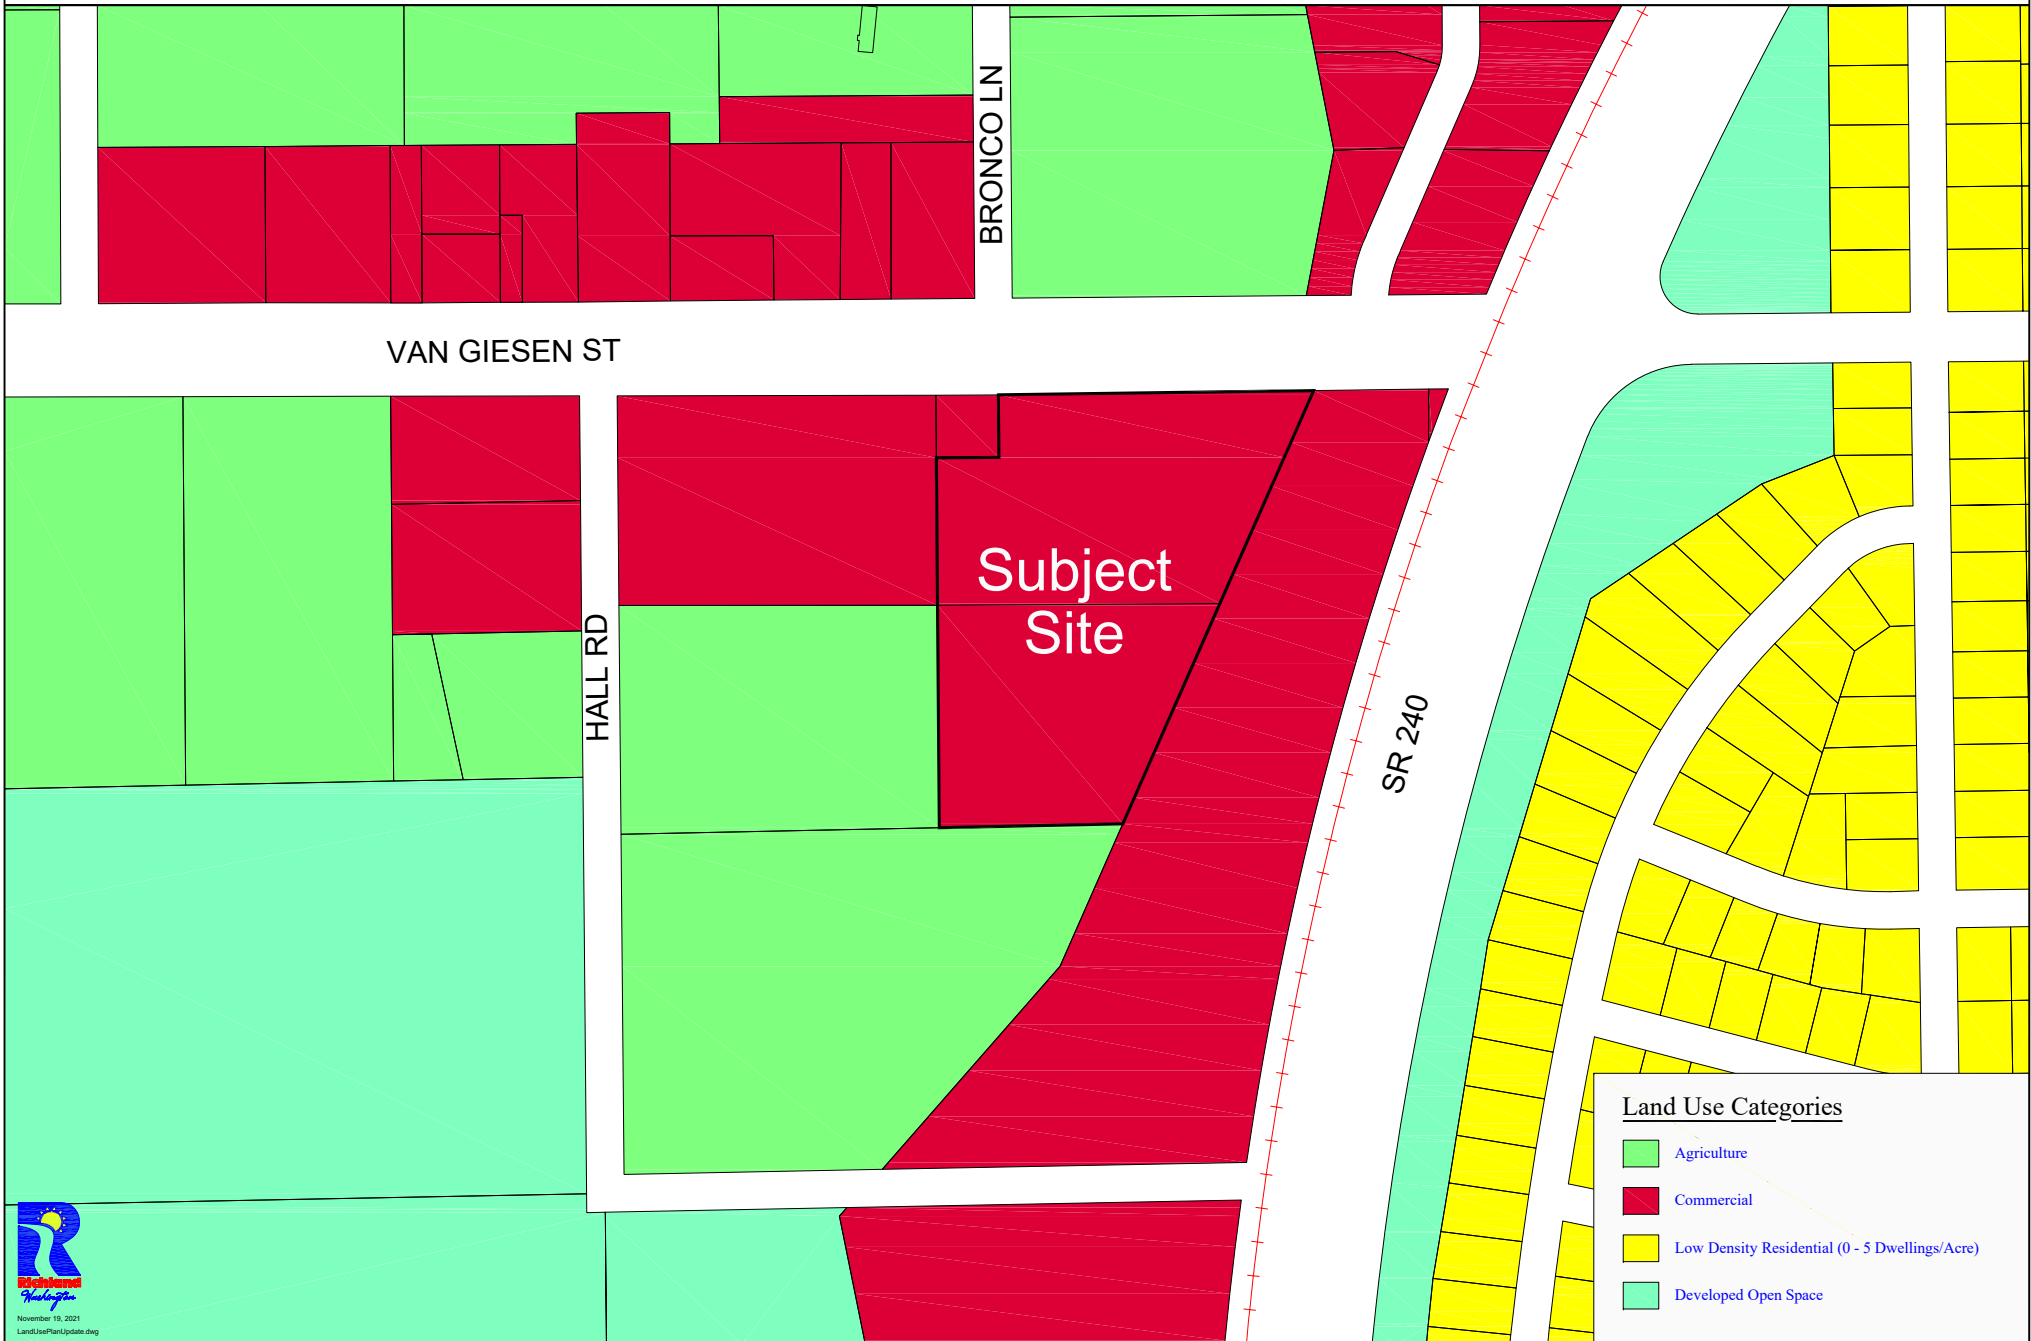 BRONCO LN
VAN GIESEN ST
HALL RD
Subject
Site
SR 240
Land Use Categories
Agriculture
Commercial
Low Density Residential (0 - 5 Dwellings/Acre)
Developed Open Space
Richland
Washington
November 19, 2021
LandUsePlanUpdate.dwg